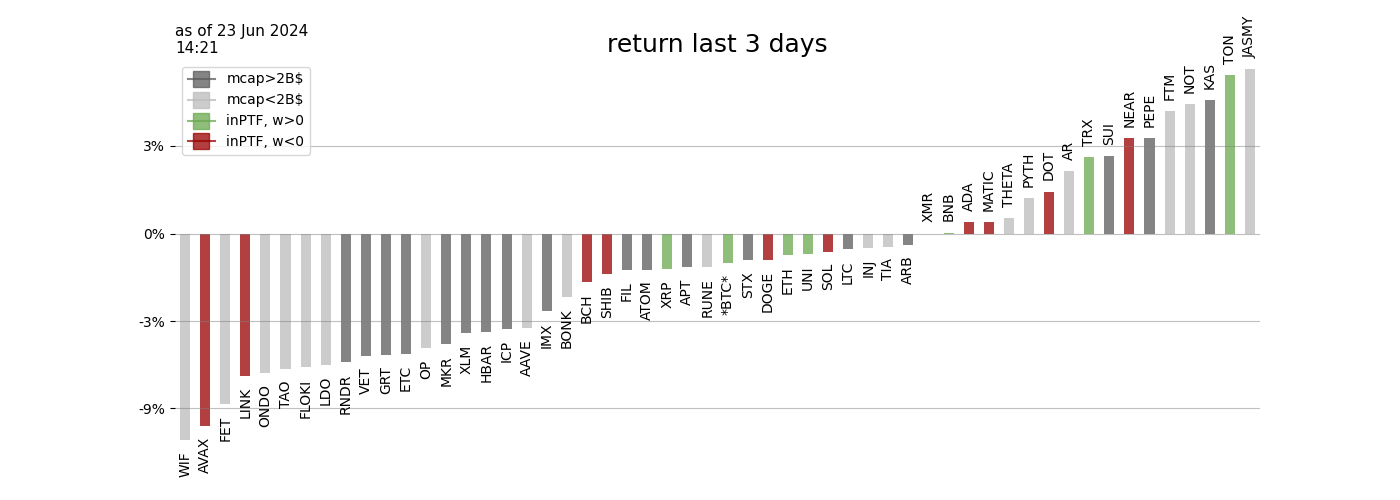 as of 23 Jun 2024
14:21
return last 3 days
mcap>2B$
mcap<2B$
inPTF, w>0
inPTF, w<0
3%
0%
-3%
-9%
WIF
AVAX
FET
LINK
ONDO
TAO
FLOKI
LDO
RNDR
VET
GRT
ETC
OP
MKR
XLM
HBAR
ICP
AAVE
IMX
BONK
BCH
SHIB
FIL
ATOM
XRP
APT
RUNE
*BTC*
STX
DOGE
ETH
UNI
SOL
LTC
INJ
TIA
ARB
XMR
BNB
ADA
MATIC
THETA
PYTH
DOT
AR
TRX
SUI
NEAR
PEPE
FTM
NOT
KAS
TON
JASMY